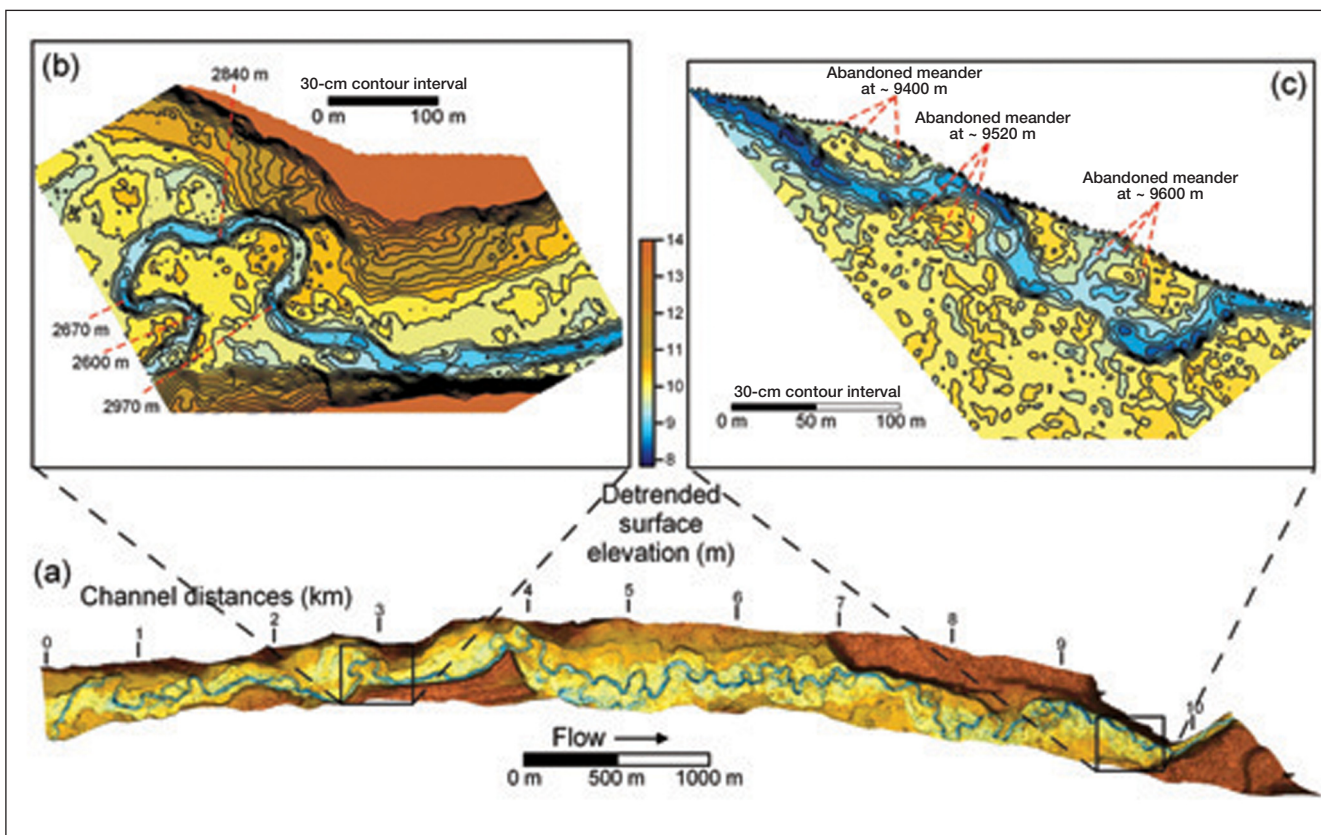 (b)
2840 m
30-cm contour interval
0 m 100 m
2670 m
2600 m
2970 m
Abandoned meander
at ~ 9400 m
(c)
Abandoned meander
at ~ 9520 m
Abandoned meander
at ~ 9600 m
30-cm contour interval
0 m 50 m 100 m
14
13
12
11
10
9
8
Detrended
surface
elevation (m)
(a)
Channel distances (km)
0 1 2 3 4 5 6 7 8 9 10
Flow
0 m 500 m 1000 m